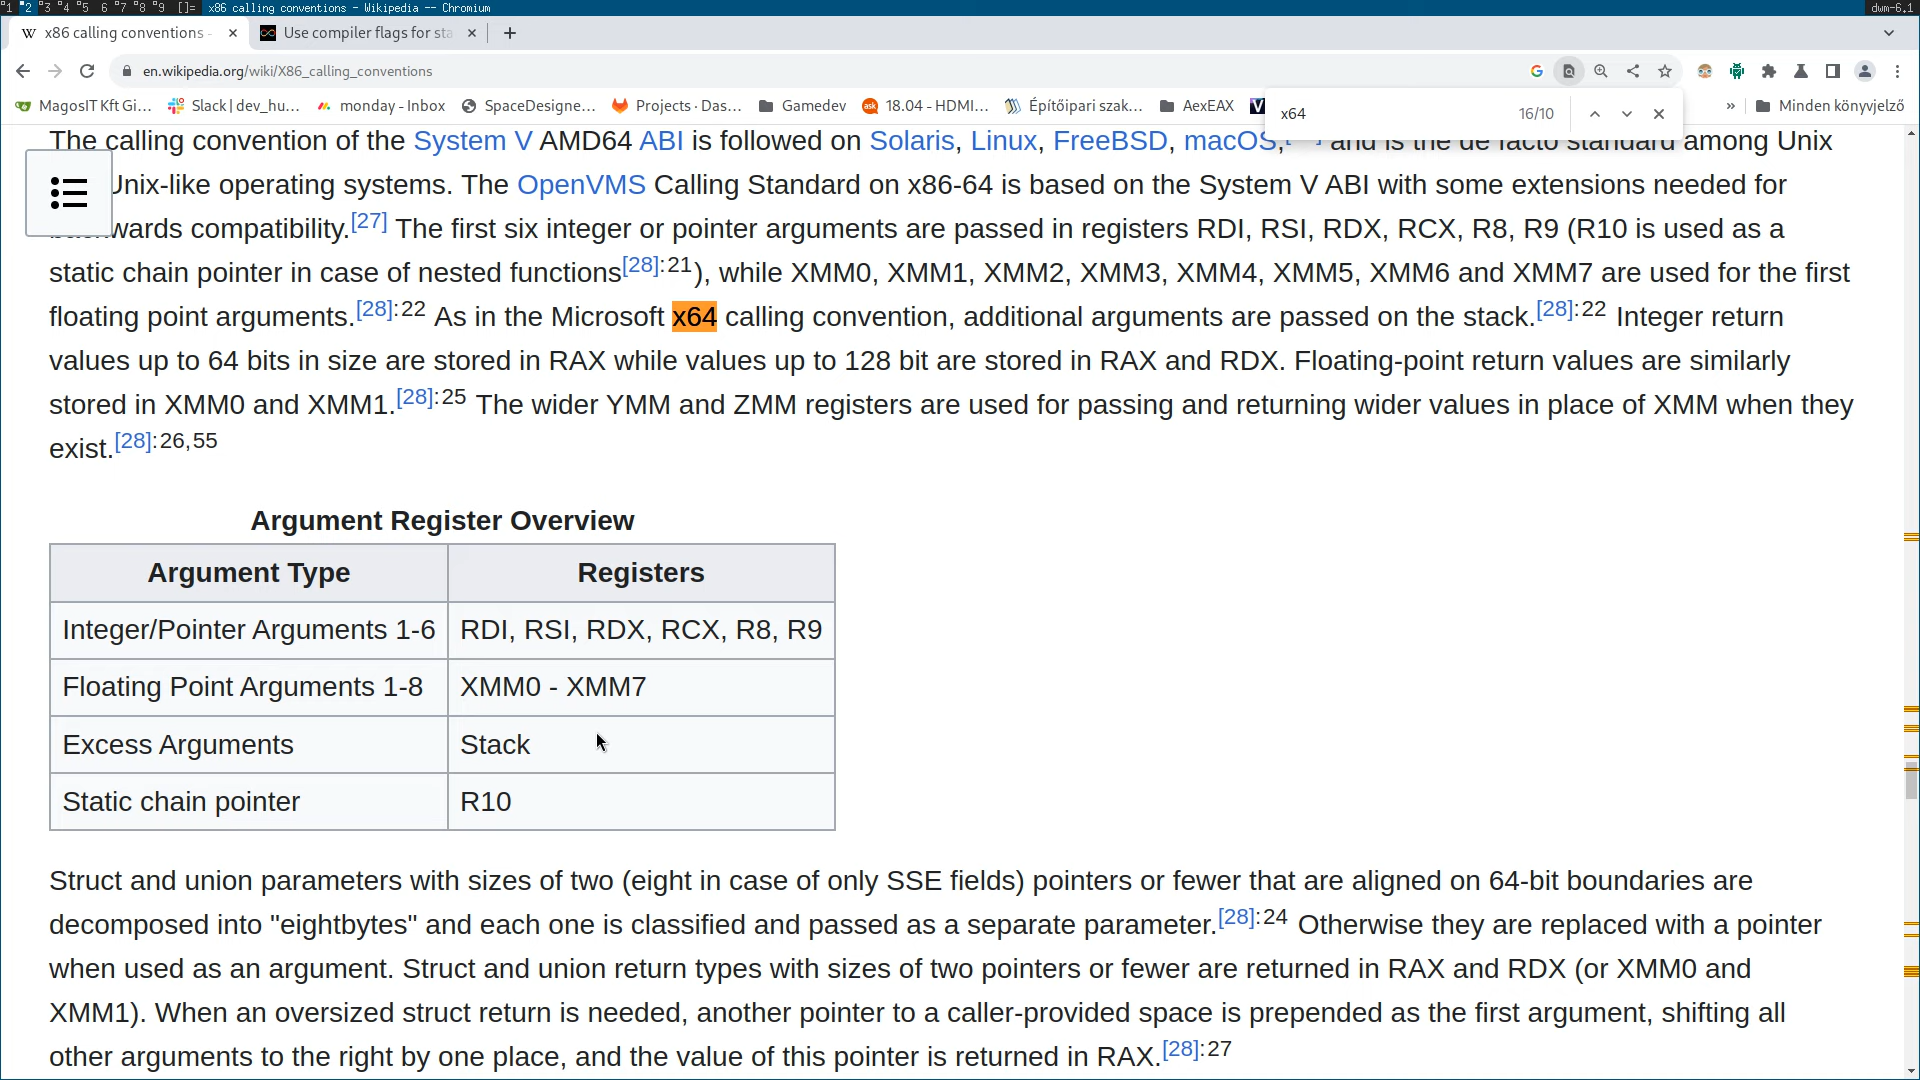 1 2 3 4 5 6 7 8 9 []= x86 calling conventions - Wikipedia -- Chromium dwm-6.1
x86 calling conventions - Use compiler flags for sta
en.wikipedia.org/wiki/X86_calling_conventions
MagosIT Kft Gi... Slack | dev_hu... monday - Inbox SpaceDesigne... Projects · Das... Gamedev 18.04 - HDMI... Építőipari szak... AexEAX » Minden könyvjelző
x64 16/10
The calling convention of the System V AMD64 ABI is followed on Solaris, Linux, FreeBSD, macOS, and is the de facto standard among Unix
Unix-like operating systems. The OpenVMS Calling Standard on x86-64 is based on the System V ABI with some extensions needed for
backwards compatibility.[27] The first six integer or pointer arguments are passed in registers RDI, RSI, RDX, RCX, R8, R9 (R10 is used as a
static chain pointer in case of nested functions[28]:21), while XMM0, XMM1, XMM2, XMM3, XMM4, XMM5, XMM6 and XMM7 are used for the first
floating point arguments.[28]:22 As in the Microsoft x64 calling convention, additional arguments are passed on the stack.[28]:22 Integer return
values up to 64 bits in size are stored in RAX while values up to 128 bit are stored in RAX and RDX. Floating-point return values are similarly
stored in XMM0 and XMM1.[28]:25 The wider YMM and ZMM registers are used for passing and returning wider values in place of XMM when they
exist.[28]:26,55
Argument Register Overview
Argument Type Registers
Integer/Pointer Arguments 1-6 RDI, RSI, RDX, RCX, R8, R9
Floating Point Arguments 1-8 XMM0 - XMM7
Excess Arguments Stack
Static chain pointer R10
Struct and union parameters with sizes of two (eight in case of only SSE fields) pointers or fewer that are aligned on 64-bit boundaries are
decomposed into "eightbytes" and each one is classified and passed as a separate parameter.[28]:24 Otherwise they are replaced with a pointer
when used as an argument. Struct and union return types with sizes of two pointers or fewer are returned in RAX and RDX (or XMM0 and
XMM1). When an oversized struct return is needed, another pointer to a caller-provided space is prepended as the first argument, shifting all
other arguments to the right by one place, and the value of this pointer is returned in RAX.[28]:27